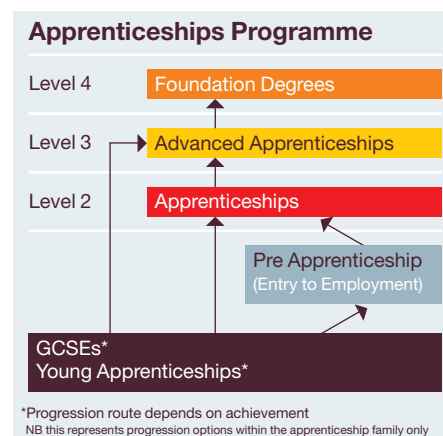 Apprenticeships Programme
Level 4
Foundation Degrees
Level 3
Advanced Apprenticeships
Level 2
Apprenticeships
Pre Apprenticeship
(Entry to Employment)
GCSEs*
Young Apprenticeships*
*Progression route depends on achievement
NB this represents progression options within the apprenticeship family only